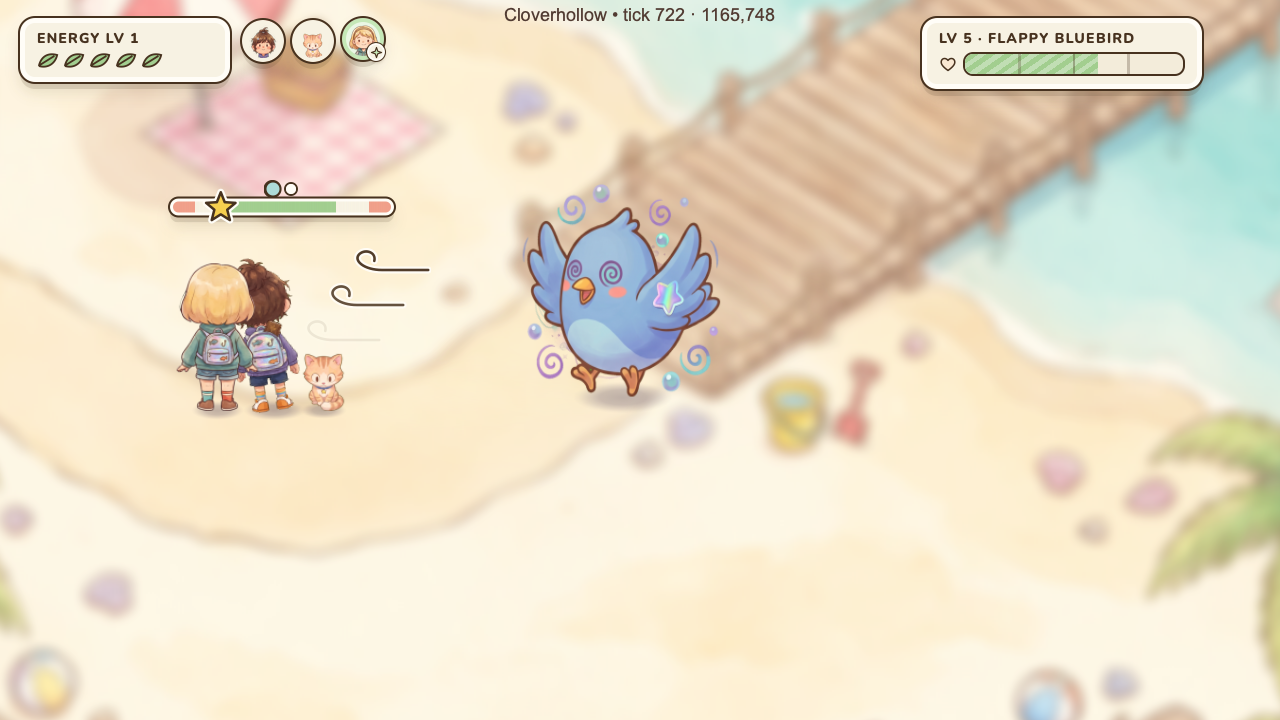 Cloverhollow • tick 722 · 1165,748
ENERGY LV 1
LV 5 · FLAPPY BLUEBIRD